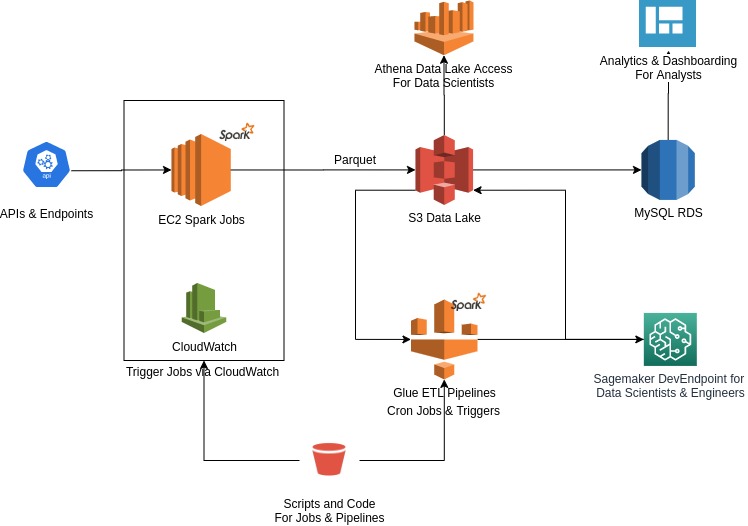 Athena Data Lake Access
For Data Scientists
Analytics & Dashboarding
For Analysts
Spark
Parquet
api
APIs & Endpoints
EC2 Spark Jobs
S3 Data Lake
MySQL RDS
Spark
CloudWatch
Trigger Jobs via CloudWatch
Glue ETL Pipelines
Cron Jobs & Triggers
Sagemaker DevEndpoint for
Data Scientists & Engineers
Scripts and Code
For Jobs & Pipelines